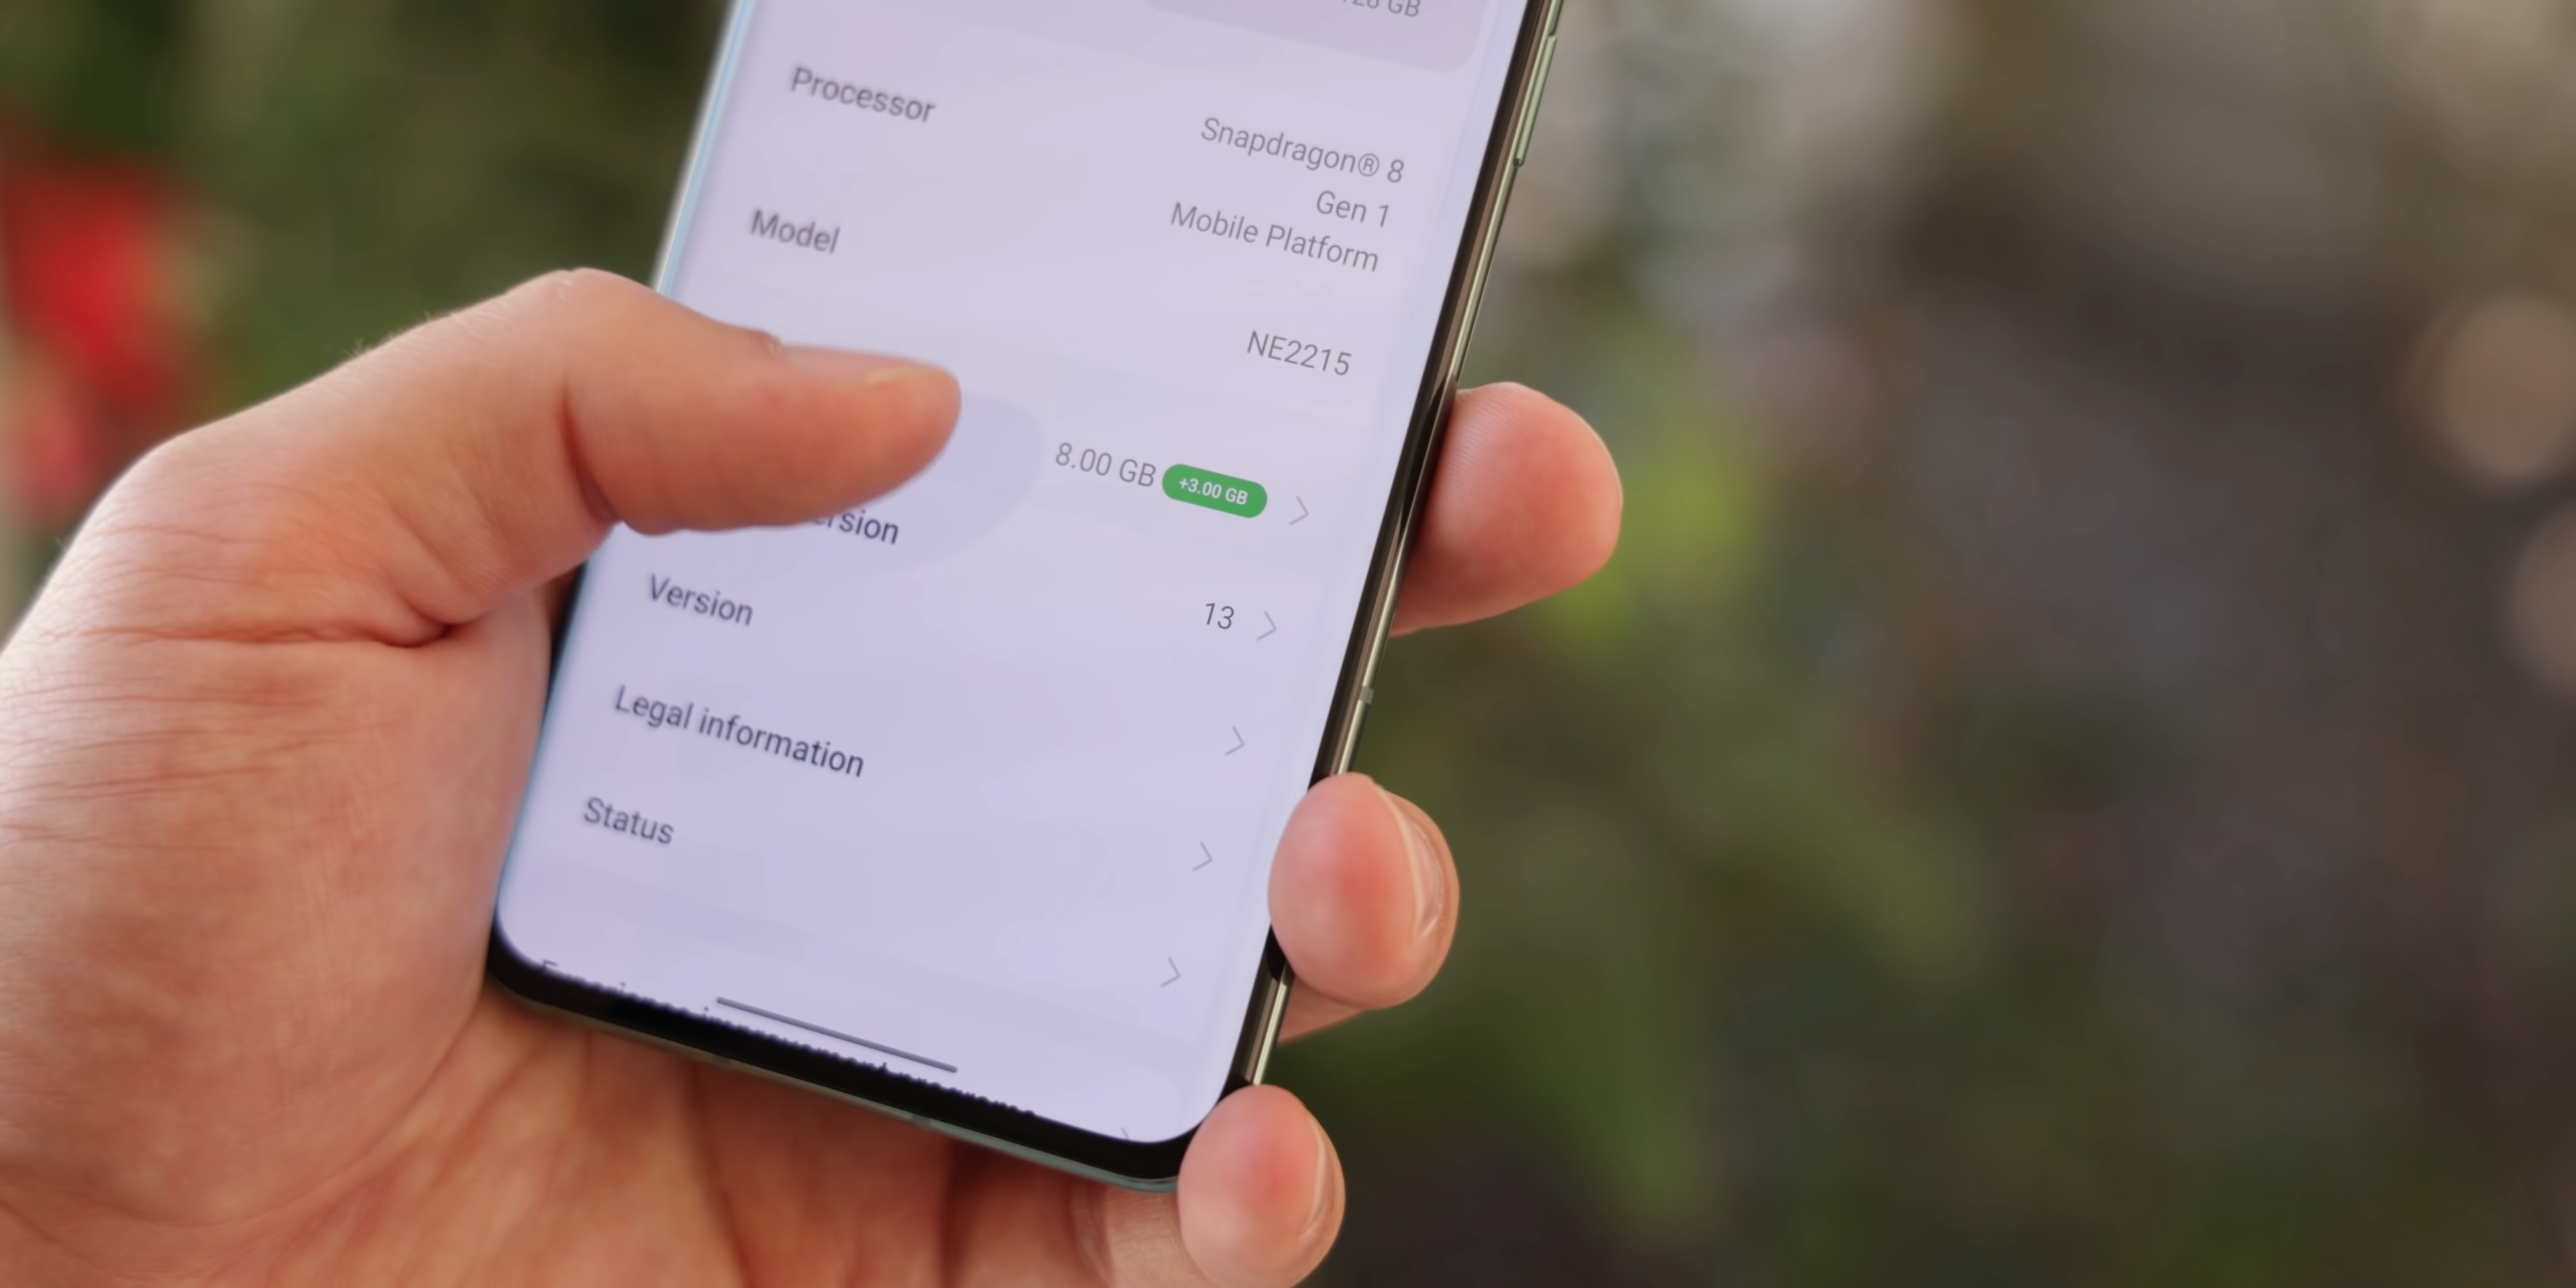 GB
Processor
Snapdragon® 8
Gen 1
Mobile Platform
Model
NE2215
8.00 GB +3.00 GB
Version
13
Legal information
Status